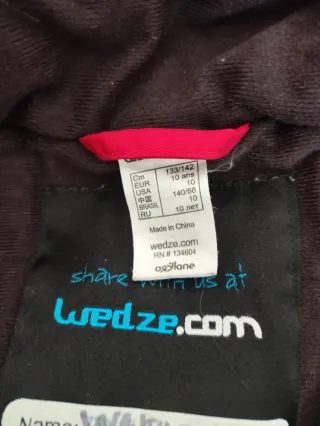 Cm 133/142
EUR 10 ans
USA 10
中国 140/68
BRASIL 10
RU 10 лет
Made in China
wedze.com
RN # 134604
oxylane
share with us at
wedze.com
Name: